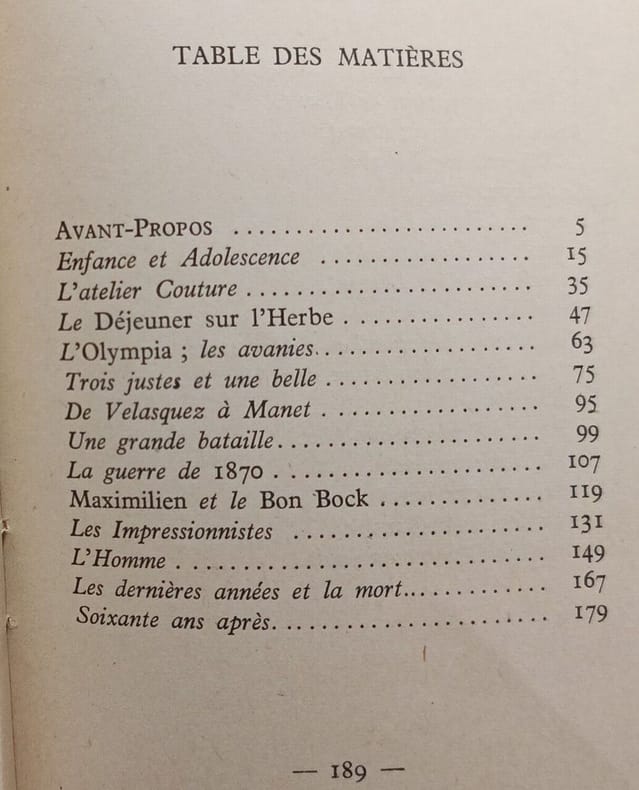 TABLE DES MATIÈRES
AVANT-PROPOS .......................... 5
Enfance et Adolescence .................. 15
L'atelier Couture ........................ 35
Le Déjeuner sur l'Herbe ................ 47
L'Olympia ; les avanies................... 63
Trois justes et une belle .................. 75
De Velasquez à Manet .................. 95
Une grande bataille....................... 99
La guerre de 1870 ...................... 107
Maximilien et le Bon Bock ............. 119
Les Impressionnistes ..................... 131
L'Homme ............................... 149
Les dernières années et la mort.............. 167
Soixante ans après........................ 179
— 189 —